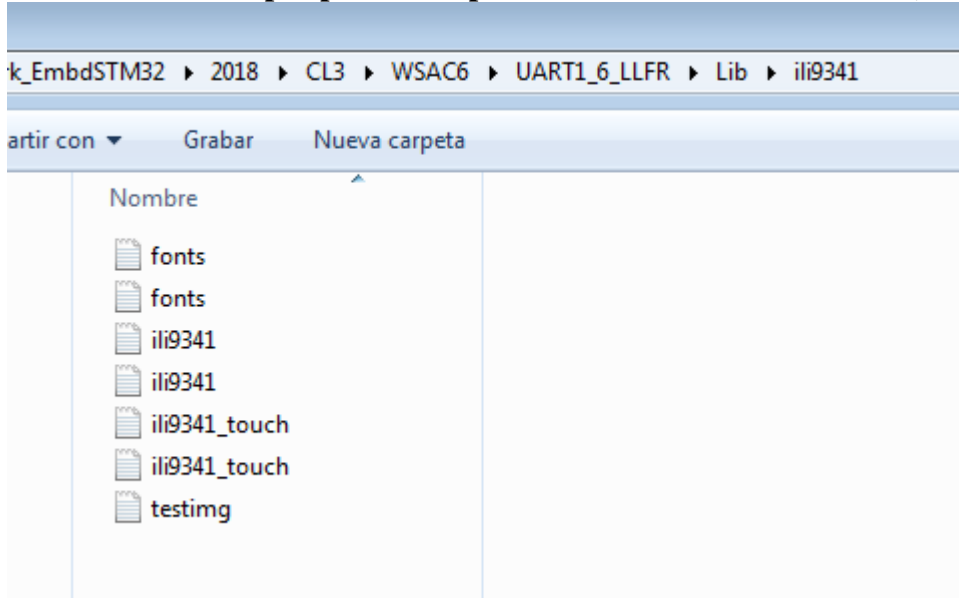 rk_EmbdSTM32 ▸ 2018 ▸ CL3 ▸ WSAC6 ▸ UART1_6_LLFR ▸ Lib ▸ ili9341
artir con Grabar Nueva carpeta
Nombre
fonts
fonts
ili9341
ili9341
ili9341_touch
ili9341_touch
testimg